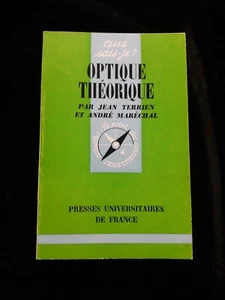 que
sais-je?
OPTIQUE
THÉORIQUE
PAR JEAN TERRIEN
ET ANDRÉ MARÉCHAL
PRESSES UNIVERSITAIRES
DE FRANCE